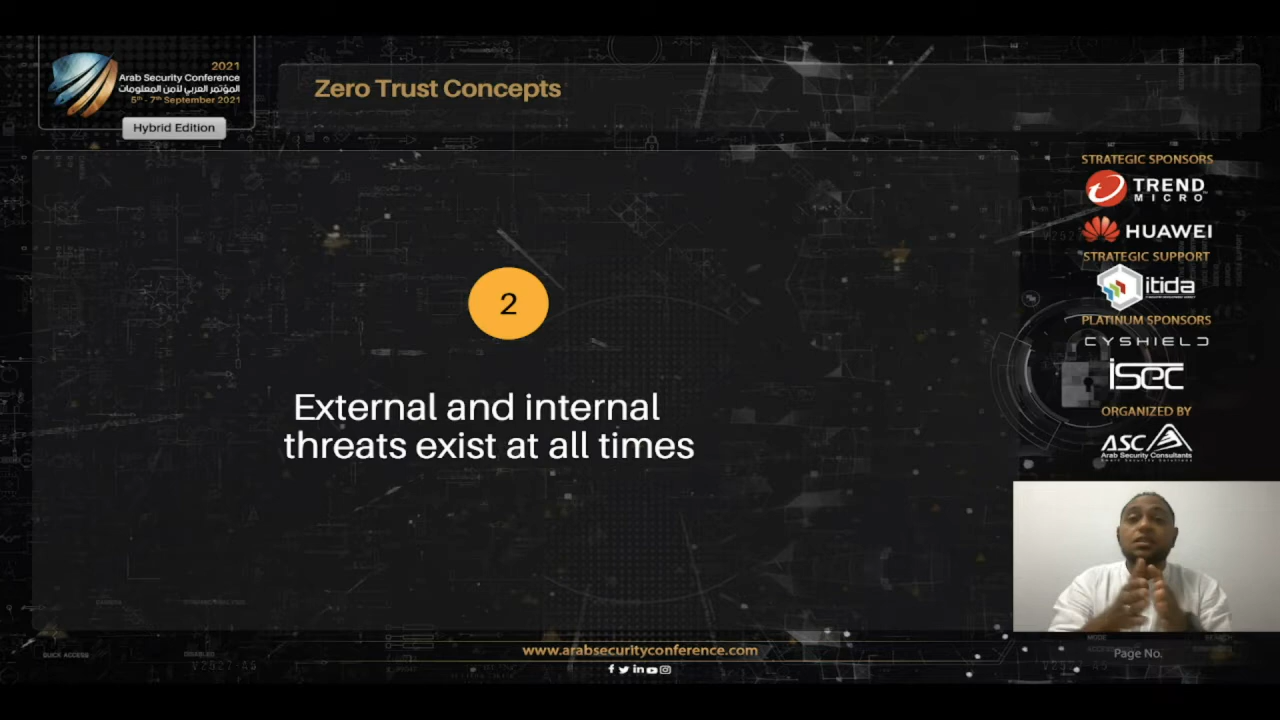 2021
Arab Security Conference
المؤتمر العربي لأمن المعلومات
5th - 7th September 2021
Hybrid Edition
Zero Trust Concepts
2
External and internal
threats exist at all times
STRATEGIC SPONSORS
TREND
MICRO
HUAWEI
STRATEGIC SUPPORT
itida
PLATINUM SPONSORS
CYSHIELD
isec
ORGANIZED BY
ASC
Arab Security Consultants
www.arabsecurityconference.com
QUICK ACCESS
Page No.